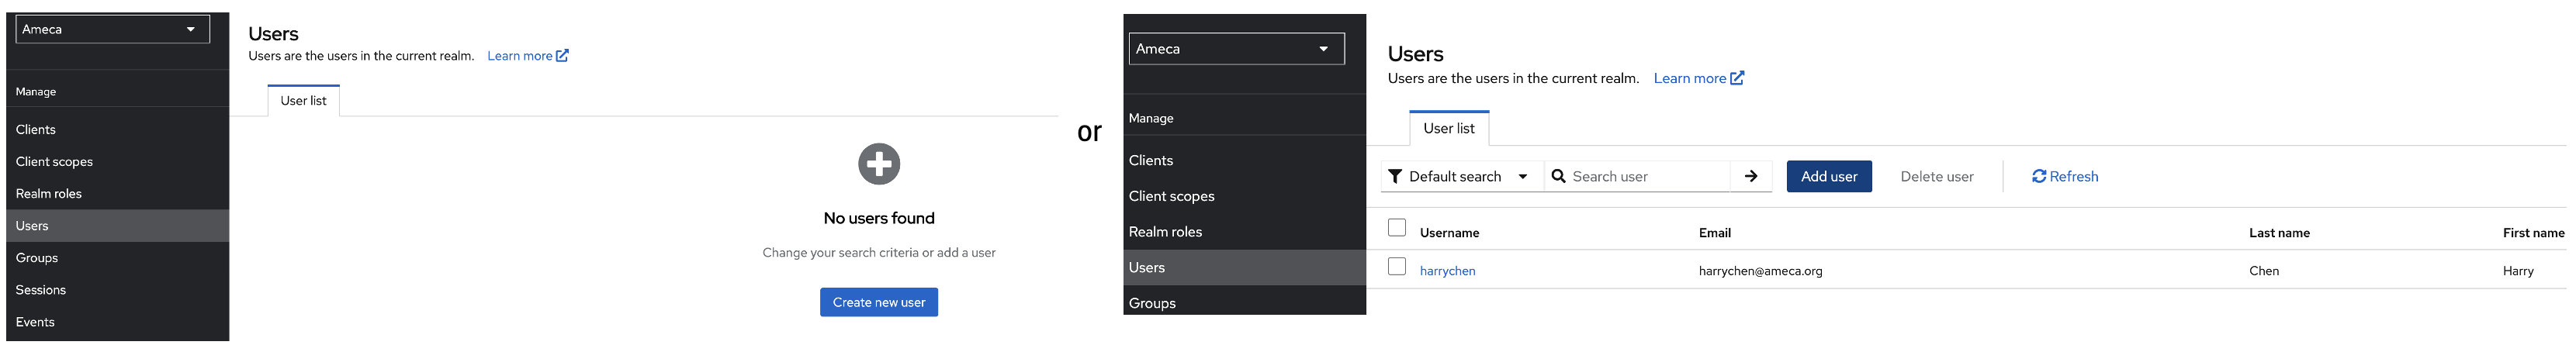 Ameca
Manage
Clients
Client scopes
Realm roles
Users
Groups
Sessions
Events
Users
Users are the users in the current realm. Learn more
User list
No users found
Change your search criteria or add a user
Create new user
or
Ameca
Manage
Clients
Client scopes
Realm roles
Users
Groups
Users
Users are the users in the current realm. Learn more
User list
Default search Search user Add user Delete user Refresh
Username Email Last name First name
harrychen harrychen@ameca.org Chen Harry